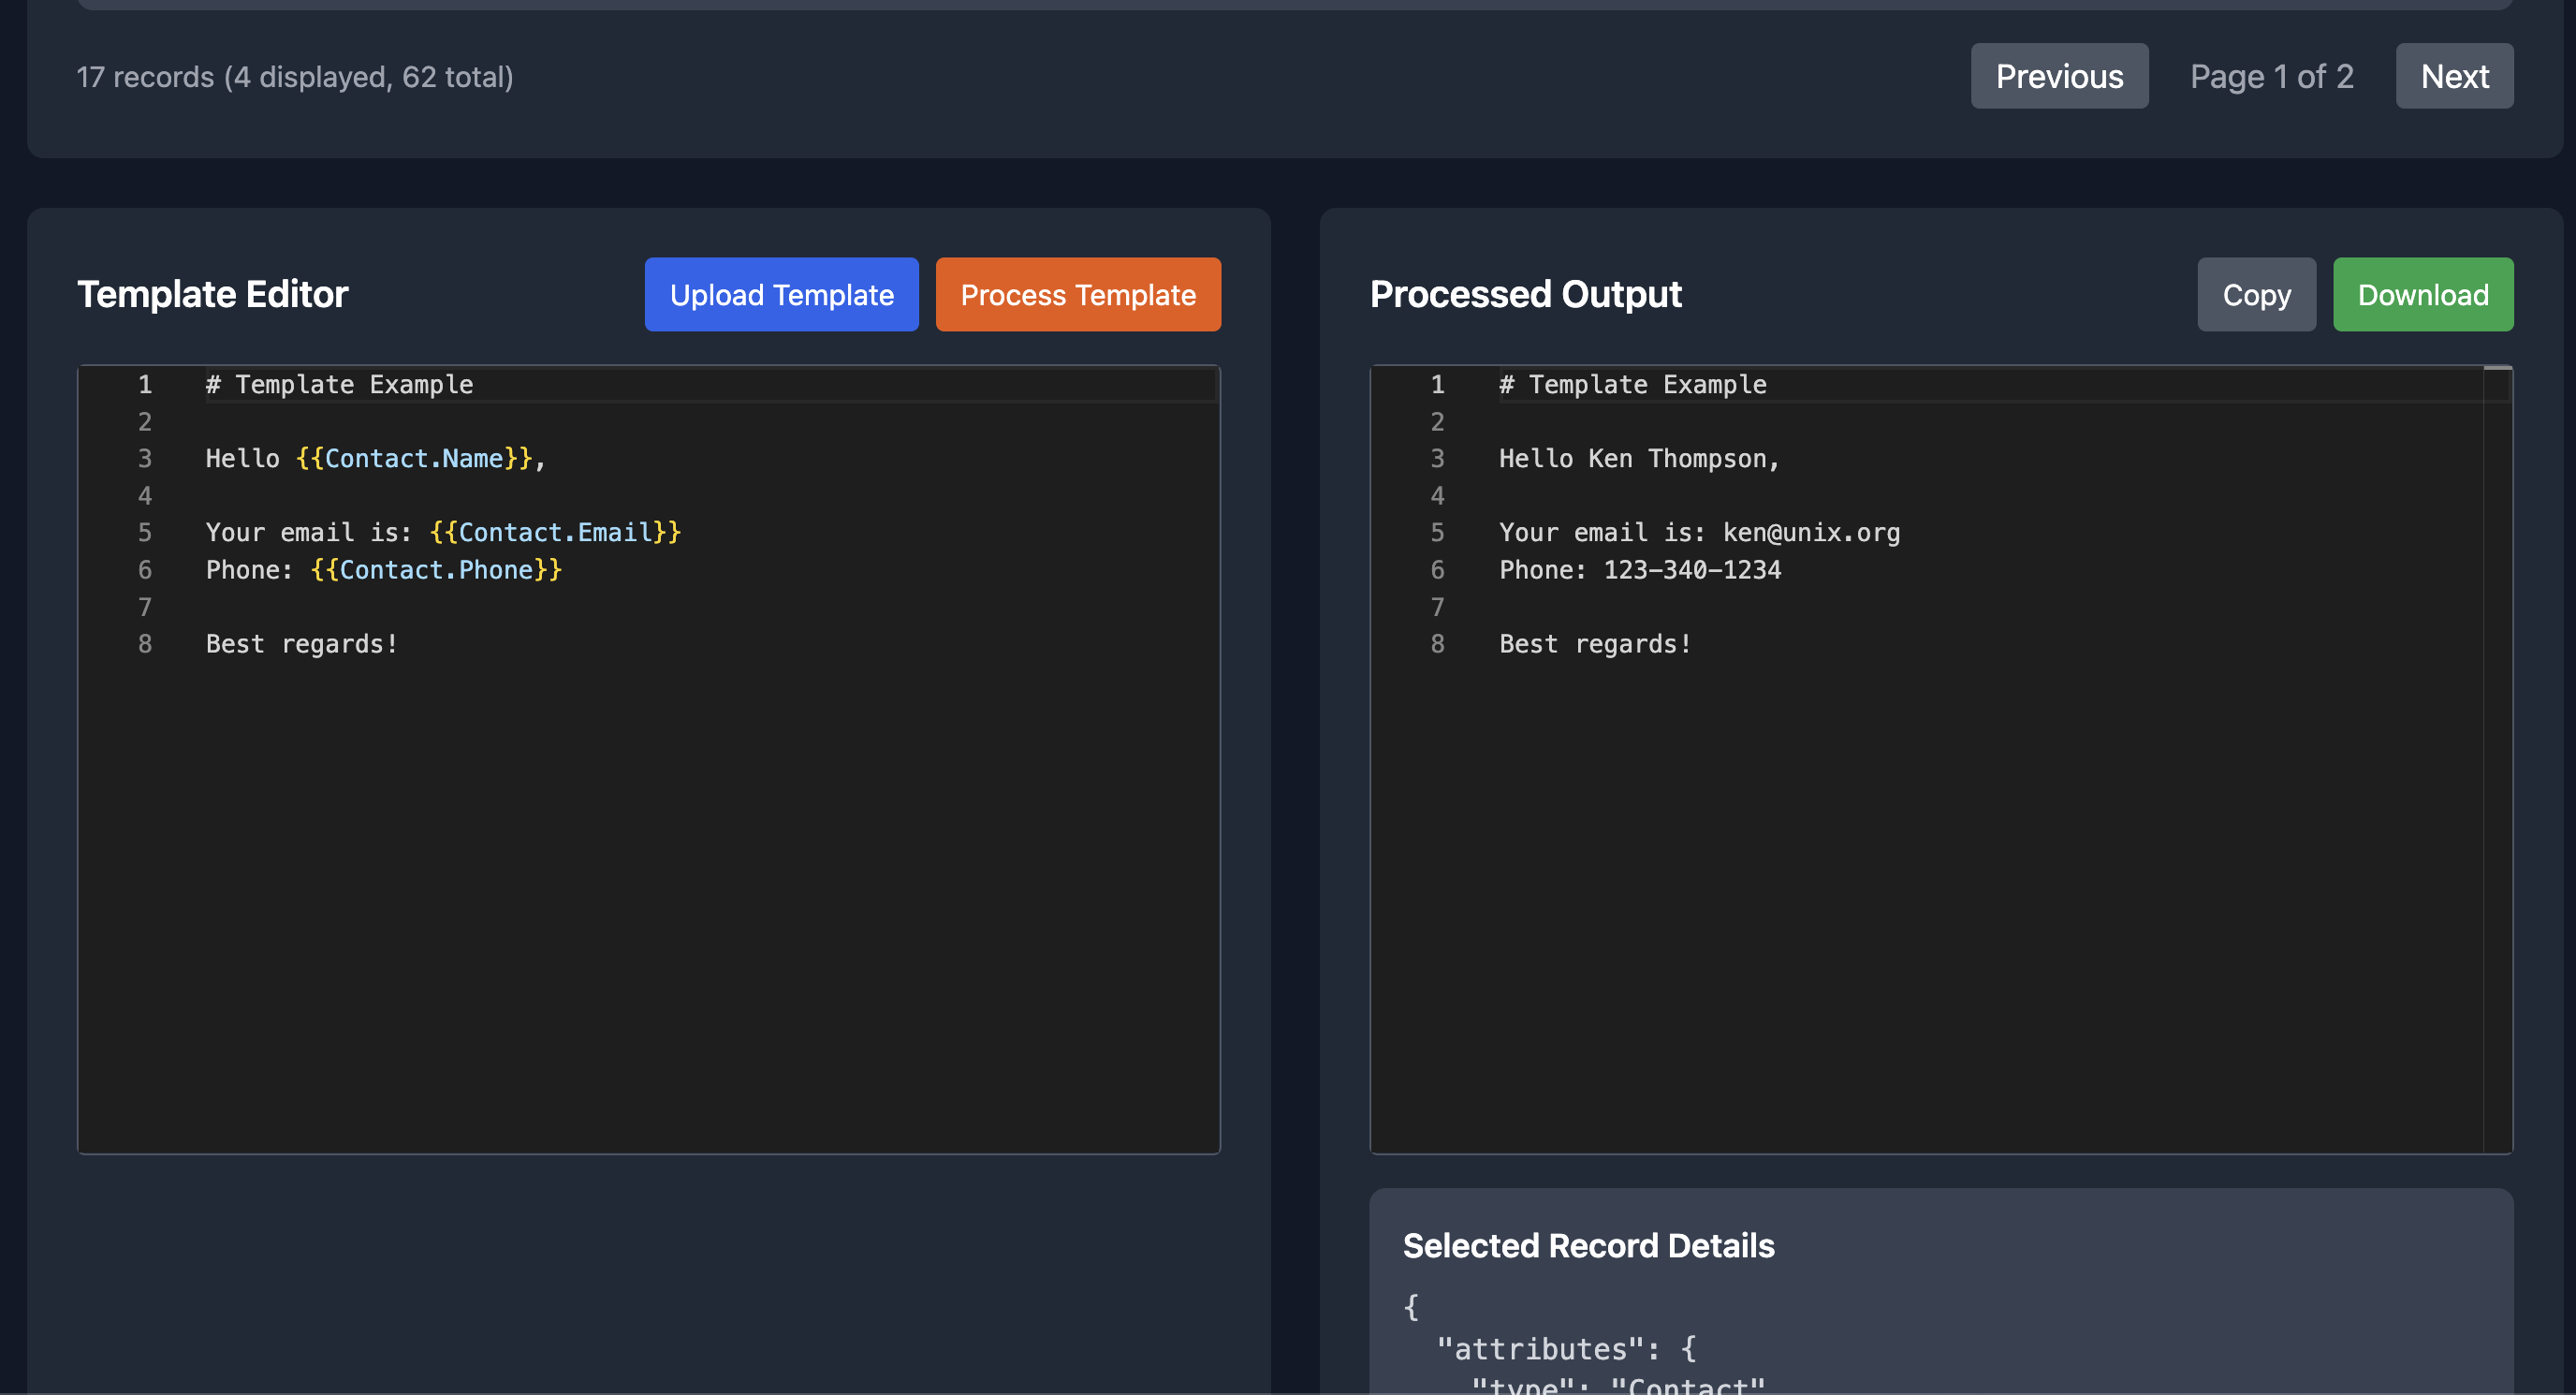 17 records (4 displayed, 62 total)
Previous
Page 1 of 2
Next
Template Editor
Upload Template
Process Template
1 # Template Example
2
3 Hello {{Contact.Name}},
4
5 Your email is: {{Contact.Email}}
6 Phone: {{Contact.Phone}}
7
8 Best regards!
Processed Output
Copy
Download
1 # Template Example
2
3 Hello Ken Thompson,
4
5 Your email is: ken@unix.org
6 Phone: 123-340-1234
7
8 Best regards!
Selected Record Details
{
"attributes": {
"type": "Contact"